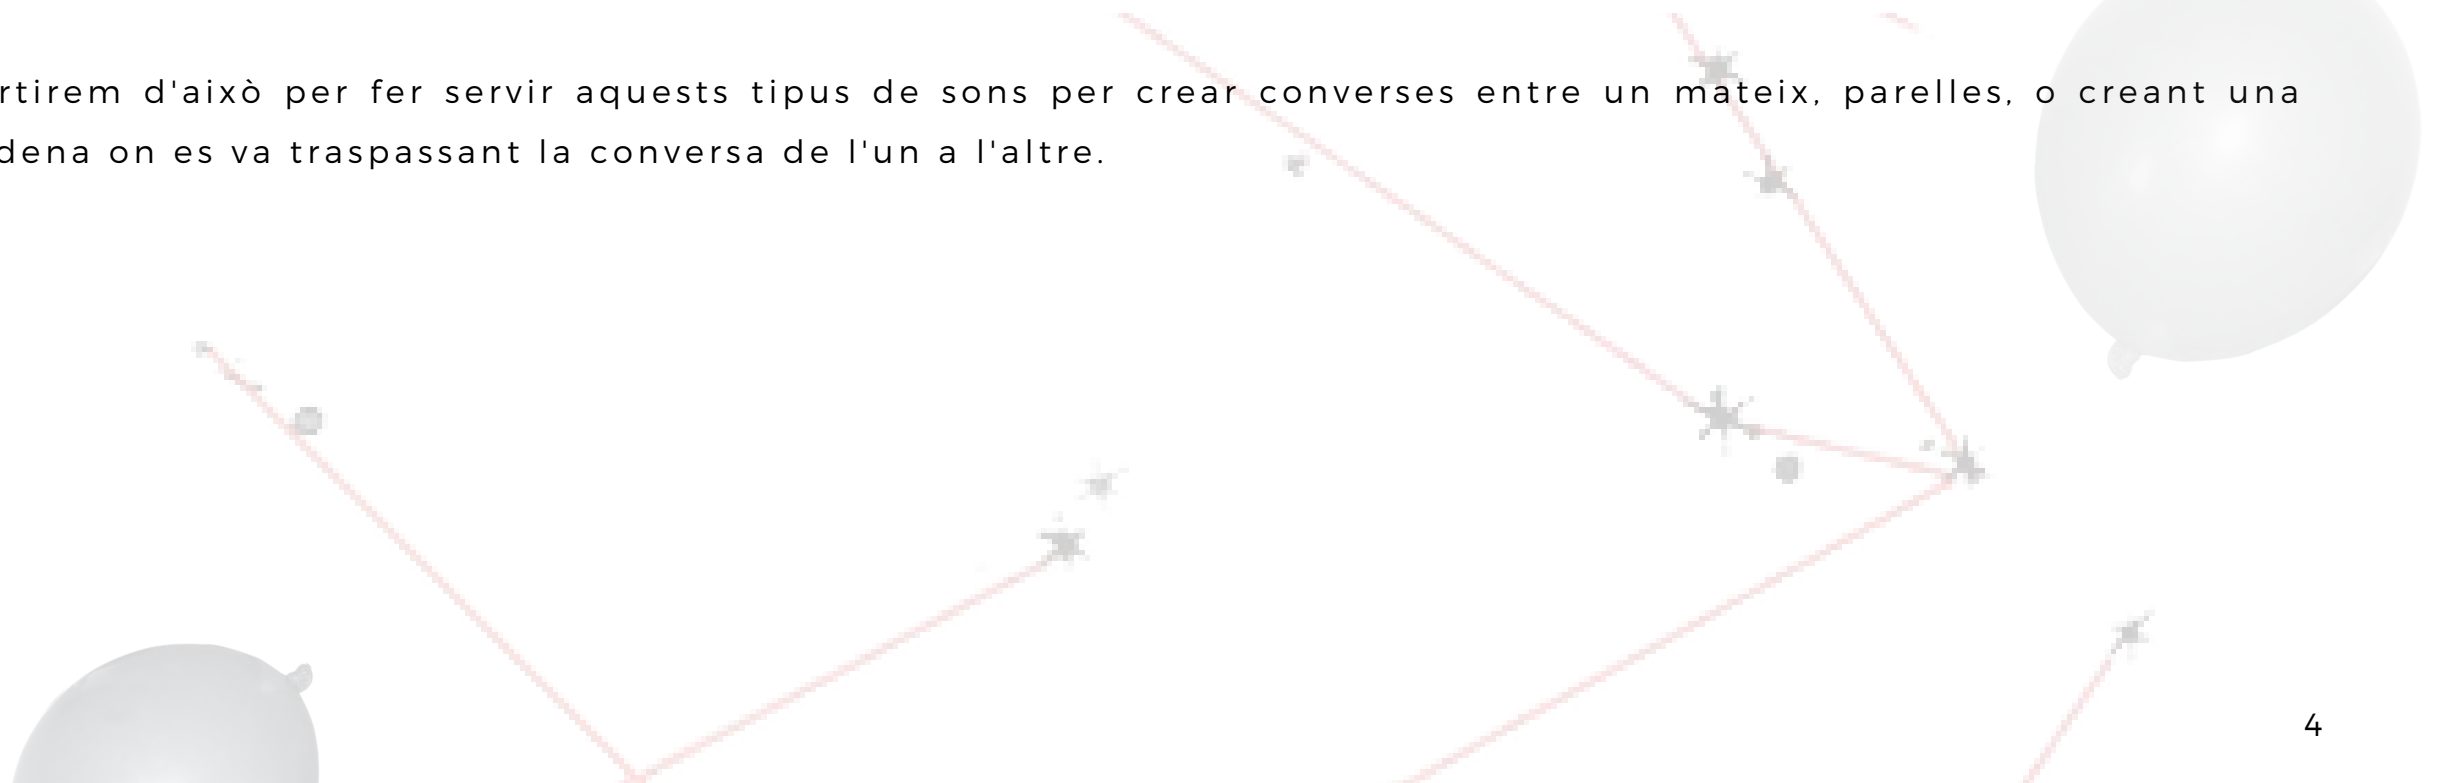 rtirem d'això per fer servir aquests tipus de sons per crear converses entre un mateix, parelles, o creant una
dena on es va traspassant la conversa de l'un a l'altre.
4